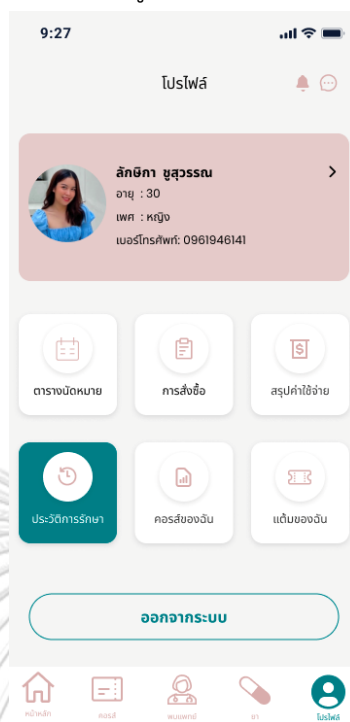 9:27
โปรไฟล์
ลักษิกา ชูสุวรรณ
อายุ : 30
เพศ : หญิง
เบอร์โทรศัพท์: 0961946141
ตารางนัดหมาย
การสั่งซื้อ
สรุปค่าใช้จ่าย
ประวัติการรักษา
คอรส์ของฉัน
แต้มของฉัน
ออกจากระบบ
หน้าหลัก
คอรส์
พบแพทย์
ยา
โปรไฟล์